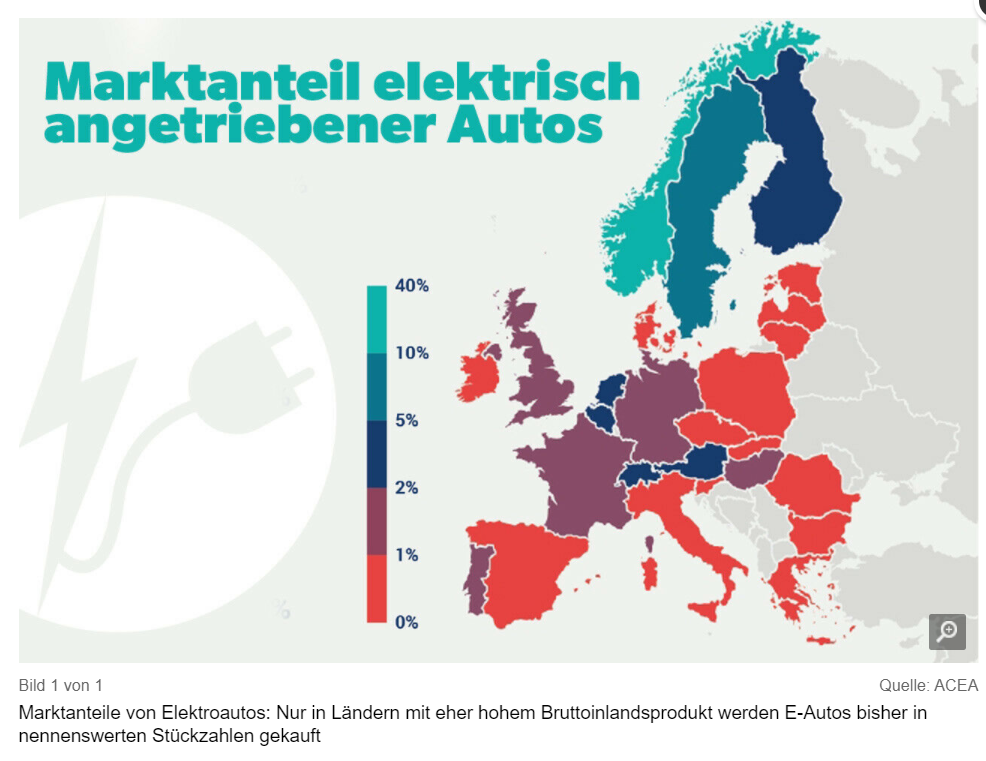 Marktanteil elektrisch
angetriebener Autos
40%
10%
5%
2%
1%
0%
%
Bild 1 von 1
Quelle: ACEA
Marktanteile von Elektroautos: Nur in Ländern mit eher hohem Bruttoinlandsprodukt werden E-Autos bisher in
nennenswerten Stückzahlen gekauft